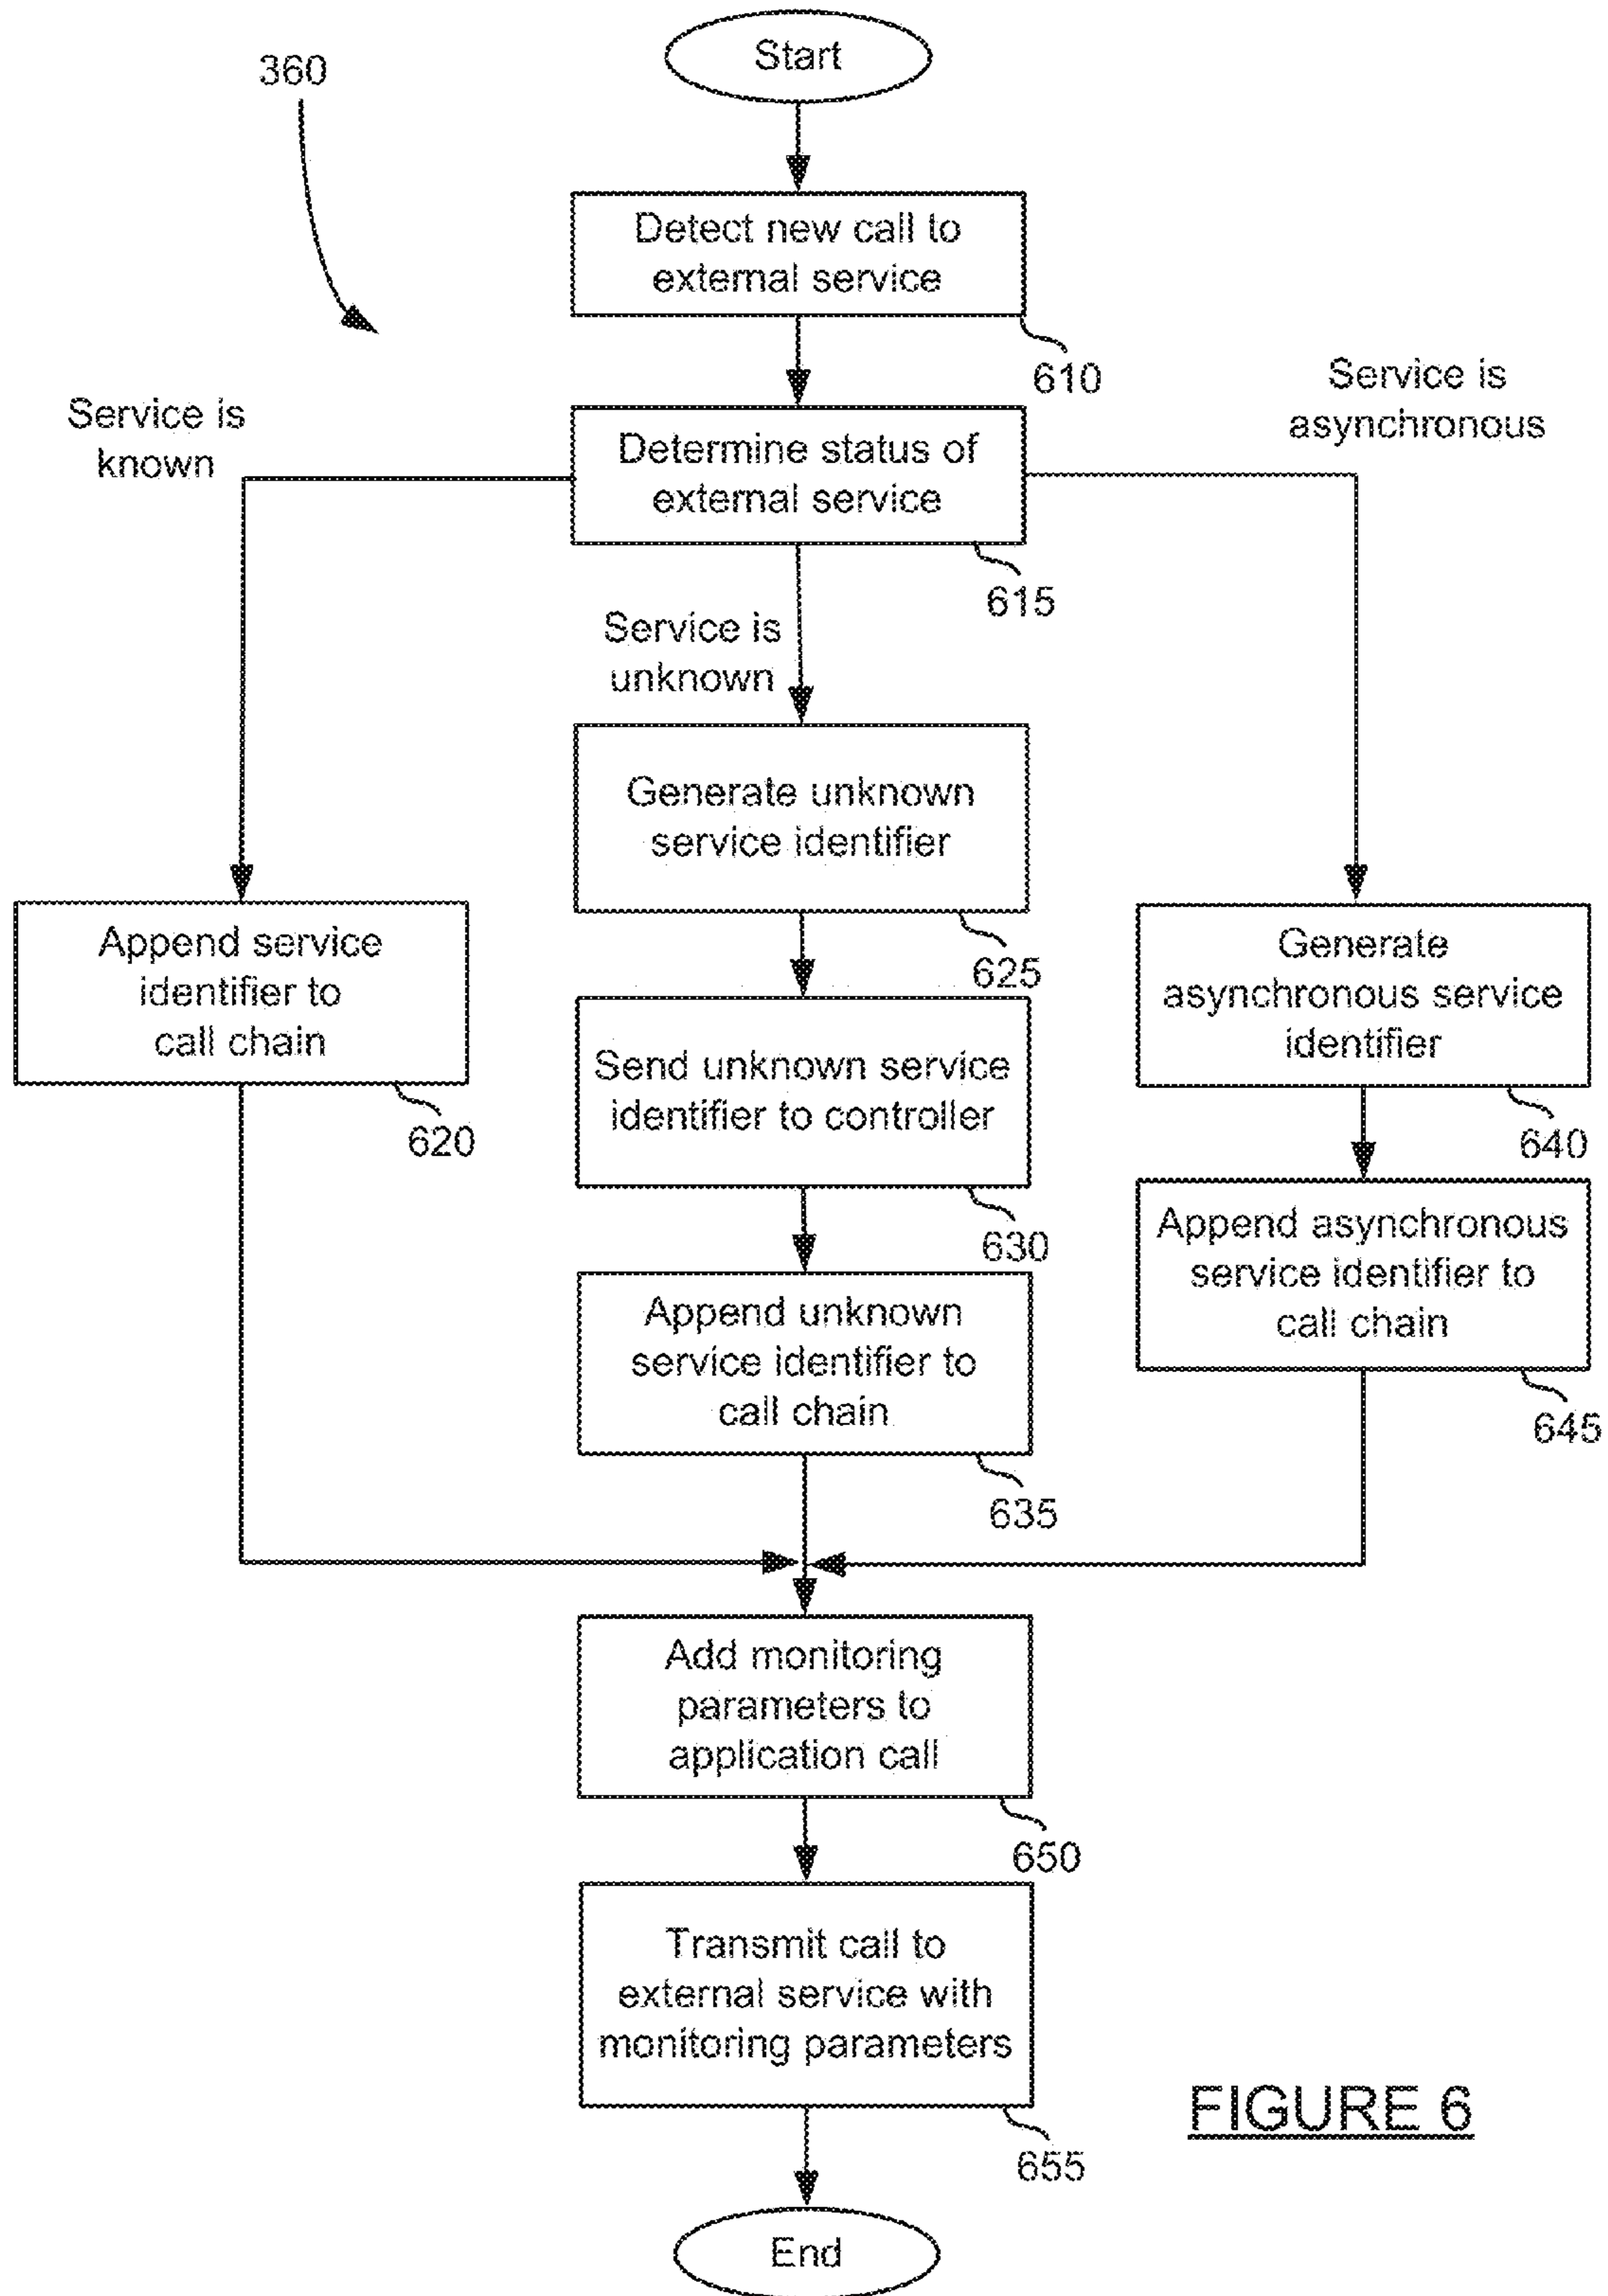 Start
360
Detect new call to
external service
610
Service is
known
Determine status of
external service
615
Service is
asynchronous
Service is
unknown
Generate unknown
service identifier
625
Append service
identifier to
call chain
620
Generate
asynchronous service
identifier
640
Send unknown service
identifier to controller
630
Append asynchronous
service identifier to
call chain
645
Append unknown
service identifier to
call chain
635
Add monitoring
parameters to
application call
650
Transmit call to
external service with
monitoring parameters
655
FIGURE 6
End